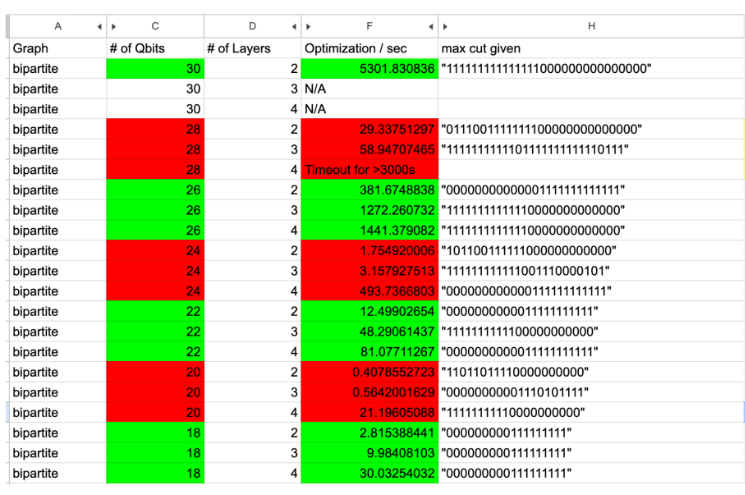 A C D F H
Graph # of Qbits # of Layers Optimization / sec max cut given
bipartite 30 2 5301.830836 "111111111111111000000000000000"
bipartite 30 3 N/A
bipartite 30 4 N/A
bipartite 28 2 29.33751297 "0111001111111100000000000000"
bipartite 28 3 58.94707465 "1111111111101111111111110111"
bipartite 28 4 Timeout for >3000s
bipartite 26 2 381.6748838 "00000000000001111111111111"
bipartite 26 3 1272.260732 "11111111111110000000000000"
bipartite 26 4 1441.379082 "11111111111110000000000000"
bipartite 24 2 1.754920006 "101100111111000000000000"
bipartite 24 3 3.157927513 "111111111111001110000101"
bipartite 24 4 493.7366803 "000000000000111111111111"
bipartite 22 2 12.49902654 "0000000000011111111111"
bipartite 22 3 48.29061437 "1111111111100000000000"
bipartite 22 4 81.07711267 "0000000000011111111111"
bipartite 20 2 0.4078552723 "11011011110000000000"
bipartite 20 3 0.5642001629 "00000000001110101111"
bipartite 20 4 21.19605088 "11111111110000000000"
bipartite 18 2 2.815388441 "000000000111111111"
bipartite 18 3 9.98408103 "000000000111111111"
bipartite 18 4 30.03254032 "000000000111111111"